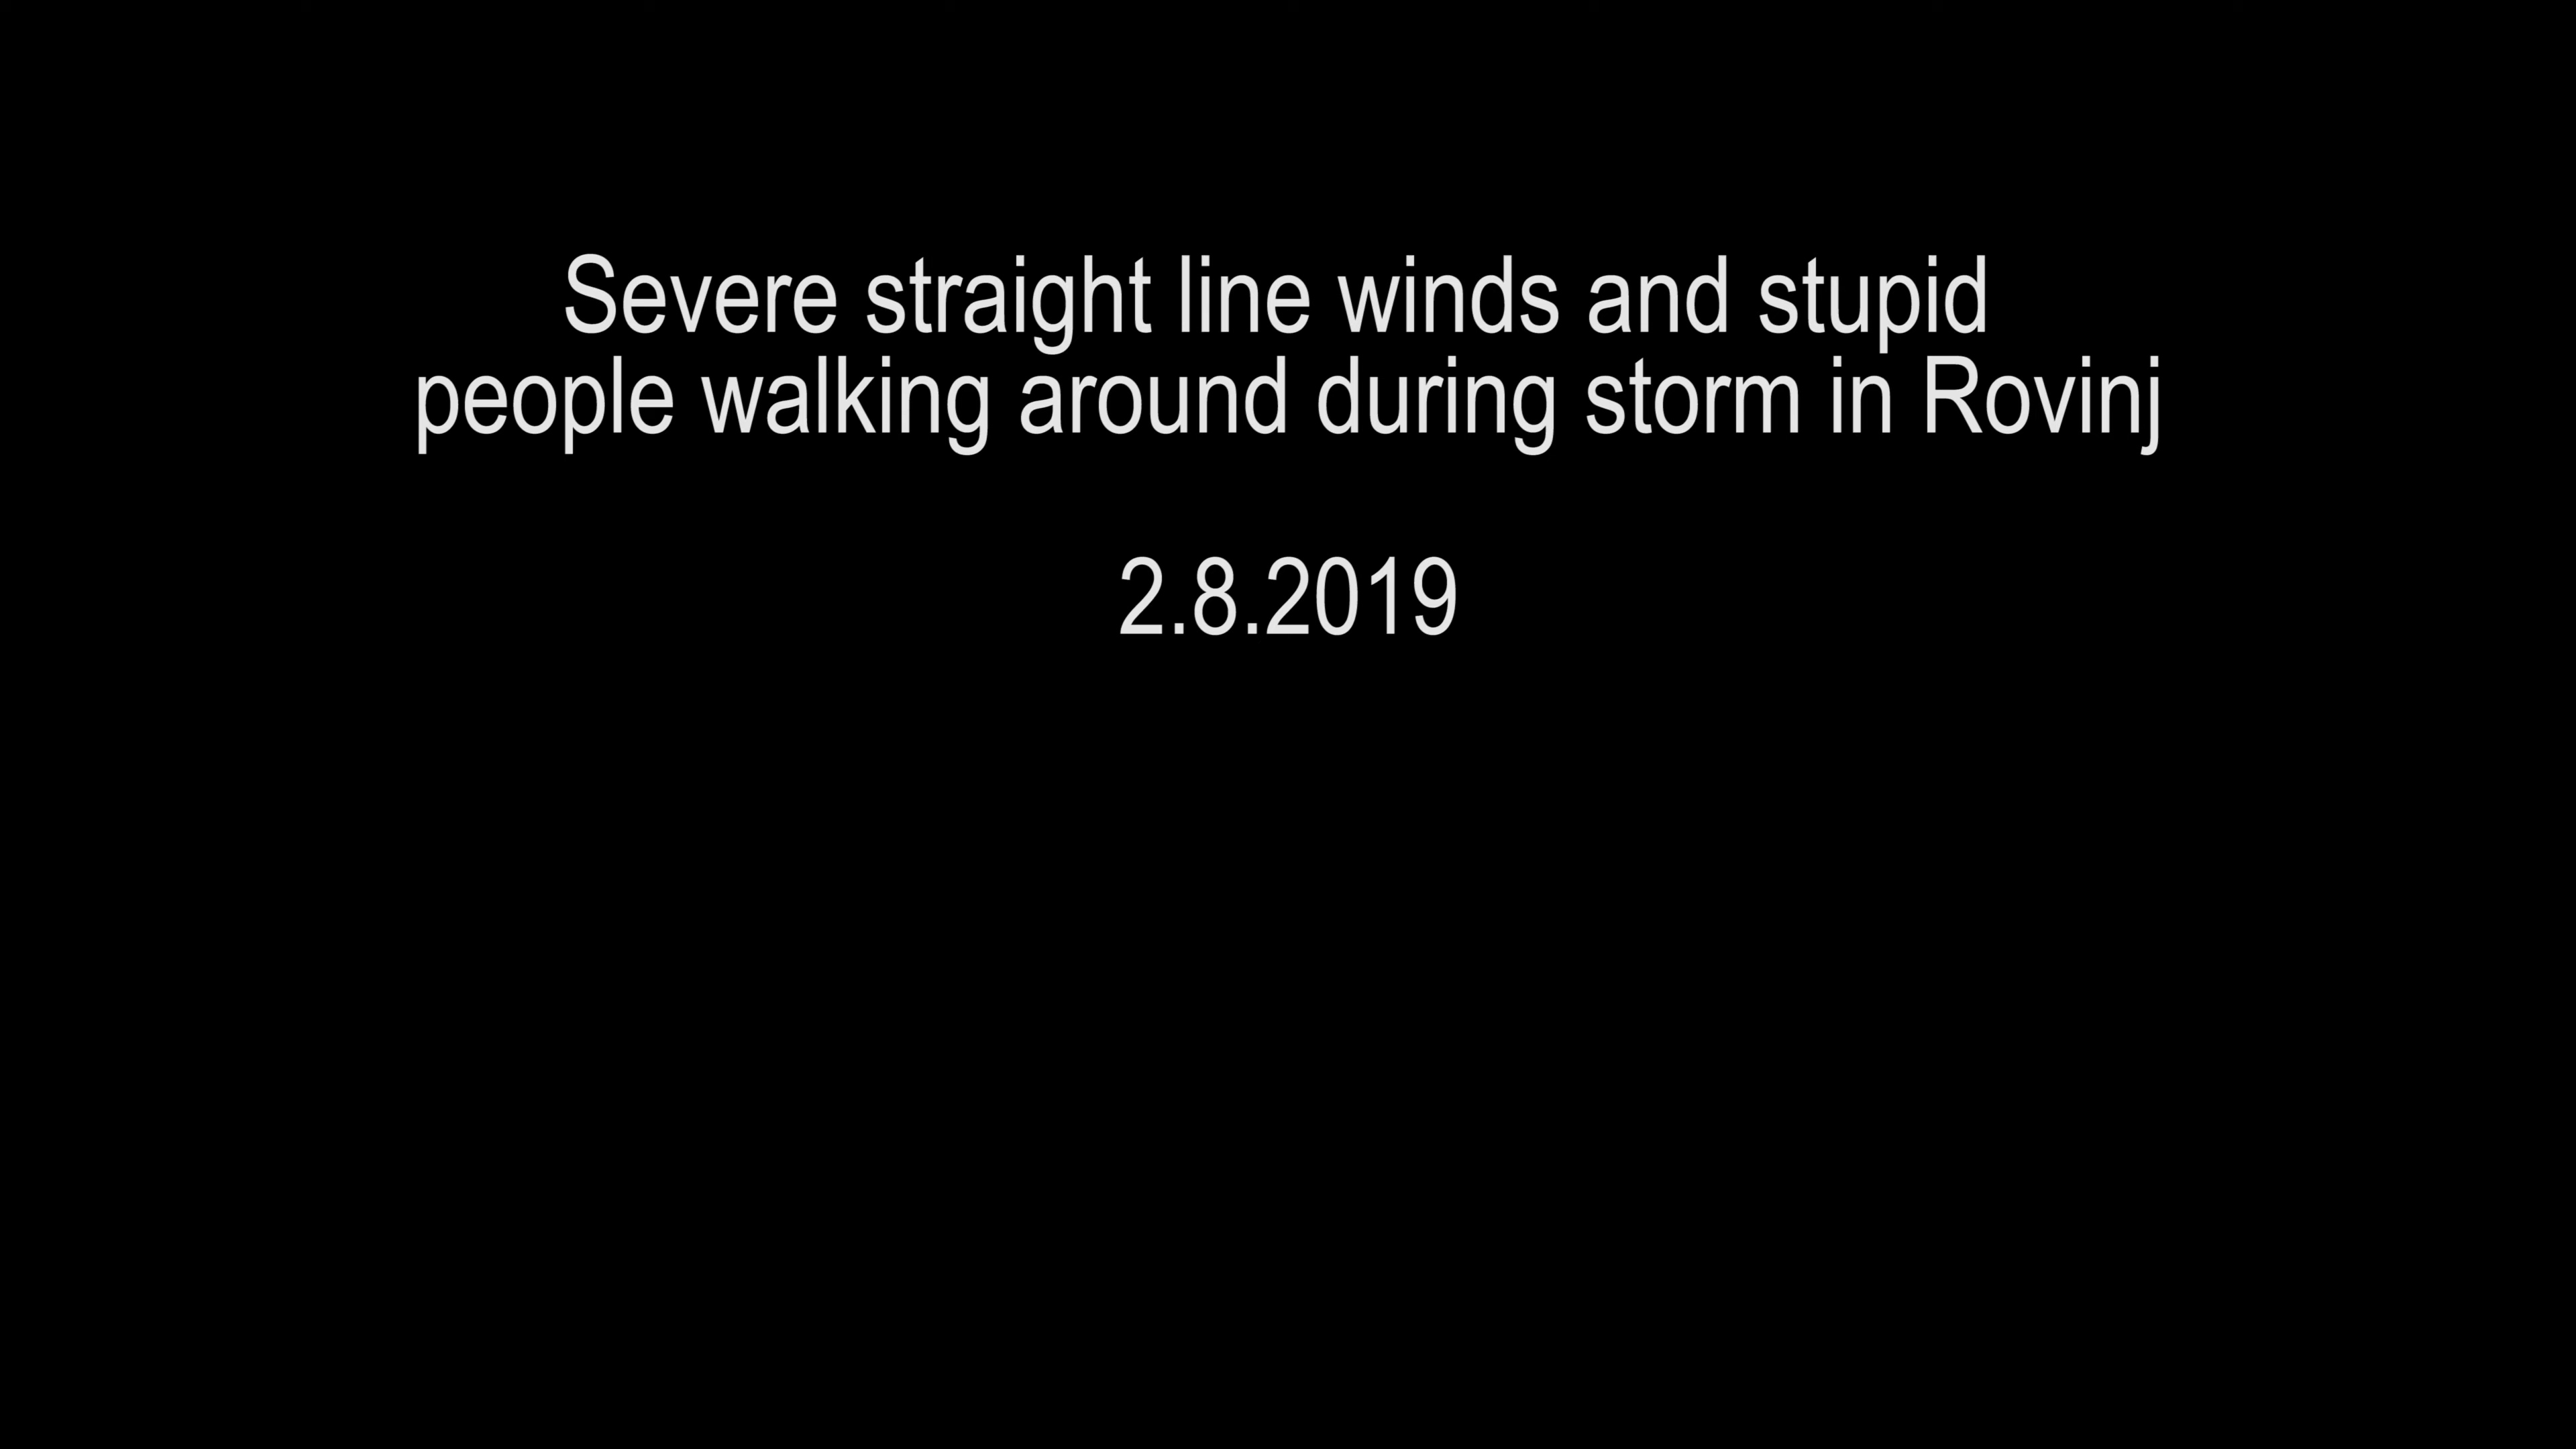 Severe straight line winds and stupid
people walking around during storm in Rovinj
2.8.2019